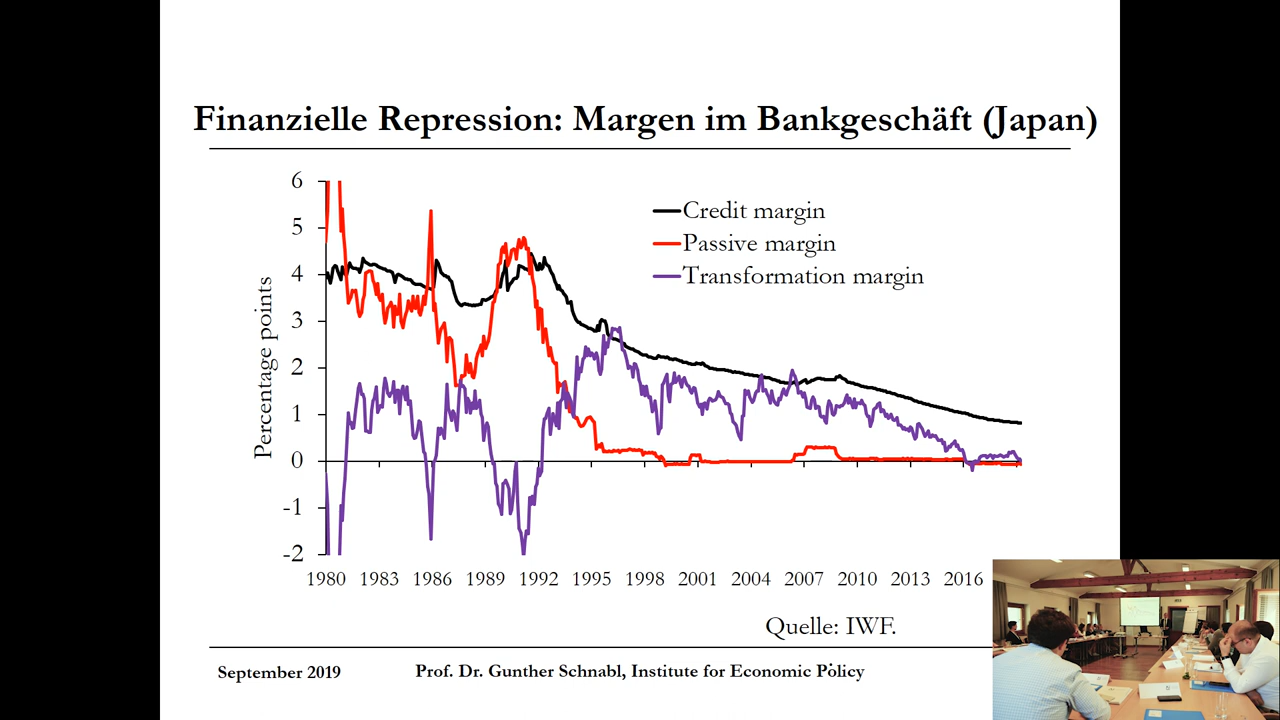 Finanzielle Repression: Margen im Bankgeschäft (Japan)
6
5
4
3
2
1
0
-1
-2
Percentage points
Credit margin
Passive margin
Transformation margin
1980 1983 1986 1989 1992 1995 1998 2001 2004 2007 2010 2013 2016
Quelle: IWF.
September 2019
Prof. Dr. Gunther Schnabl, Institute for Economic Policy